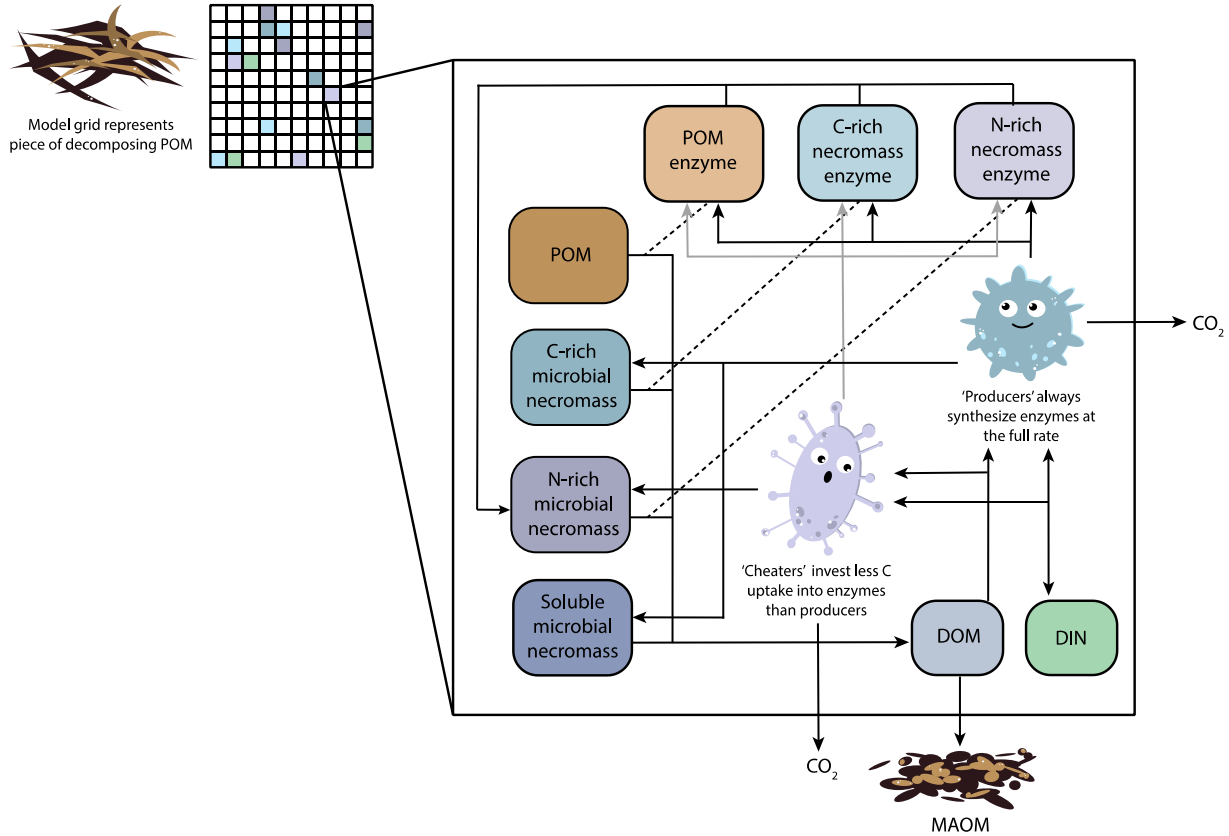 Model grid represents
piece of decomposing POM
POM
enzyme
C-rich
necromass
enzyme
N-rich
necromass
enzyme
POM
C-rich
microbial
necromass
N-rich
microbial
necromass
Soluble
microbial
necromass
'Producers' always
synthesize enzymes at
the full rate
CO₂
'Cheaters' invest less C
uptake into enzymes
than producers
DOM
DIN
CO₂
MAOM